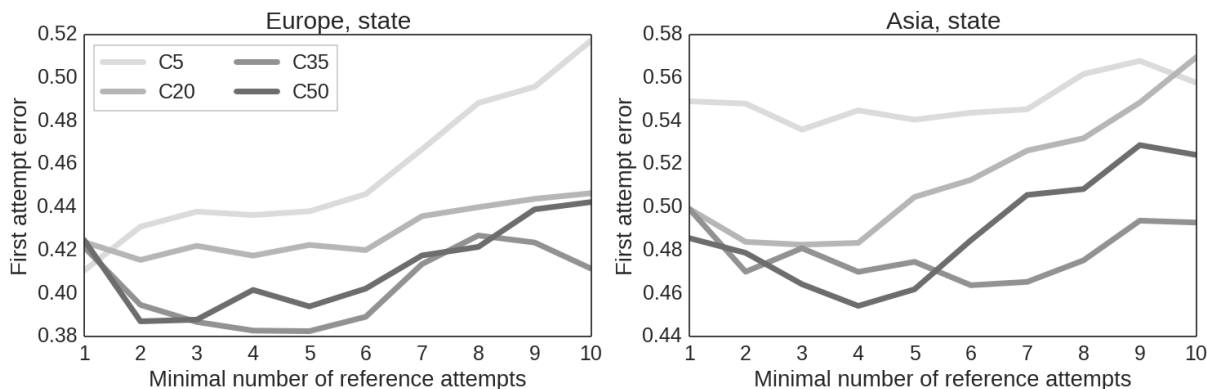 Europe, state
0.52
0.50
0.48
0.46
0.44
0.42
0.40
0.38
First attempt error
C5
C35
C20
C50
1 2 3 4 5 6 7 8 9 10
Minimal number of reference attempts
Asia, state
0.58
0.56
0.54
0.52
0.50
0.48
0.46
0.44
First attempt error
1 2 3 4 5 6 7 8 9 10
Minimal number of reference attempts